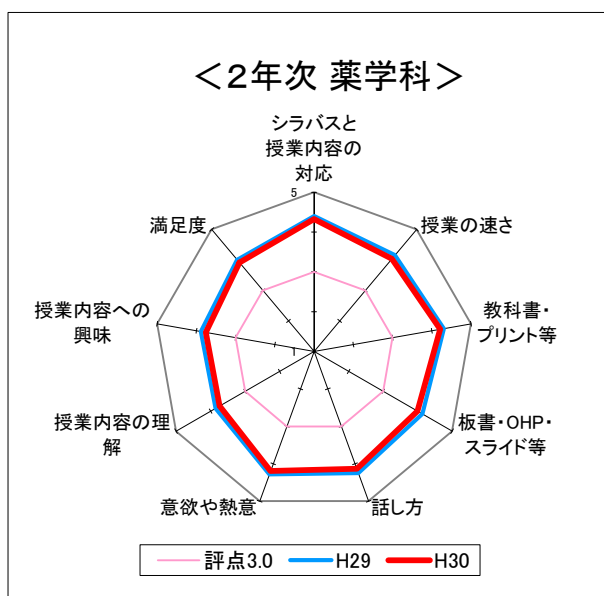 ＜２年次 薬学科＞
シラバスと
授業内容の
対応
5
授業の速さ
教科書・
プリント等
板書・OHP・
スライド等
話し方
意欲や熱意
授業内容の理
解
授業内容への
興味
満足度
1
評点3.0
H29
H30